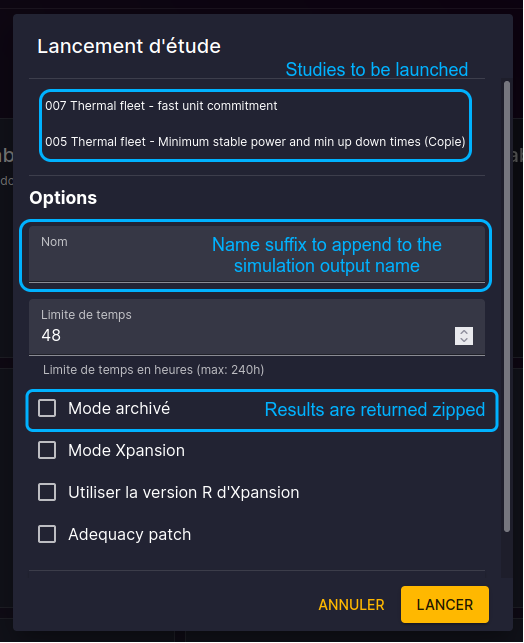 Lancement d'étude
Studies to be launched
007 Thermal fleet - fast unit commitment
005 Thermal fleet - Minimum stable power and min up down times (Copie)
Options
Nom
Name suffix to append to the
simulation output name
Limite de temps
48
Limite de temps en heures (max: 240h)
Mode archivé
Results are returned zipped
Mode Xpansion
Utiliser la version R d'Xpansion
Adequacy patch
ANNULER
LANCER